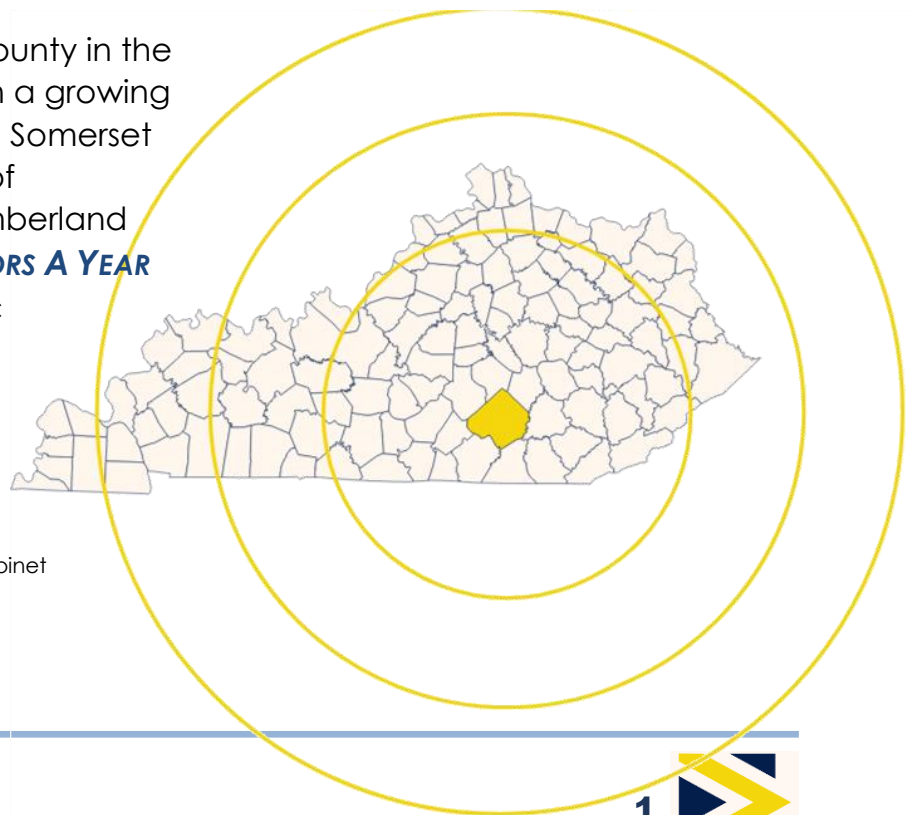 ounty in the
a growing
Somerset
of
nberland
ORS A YEAR
binet
1